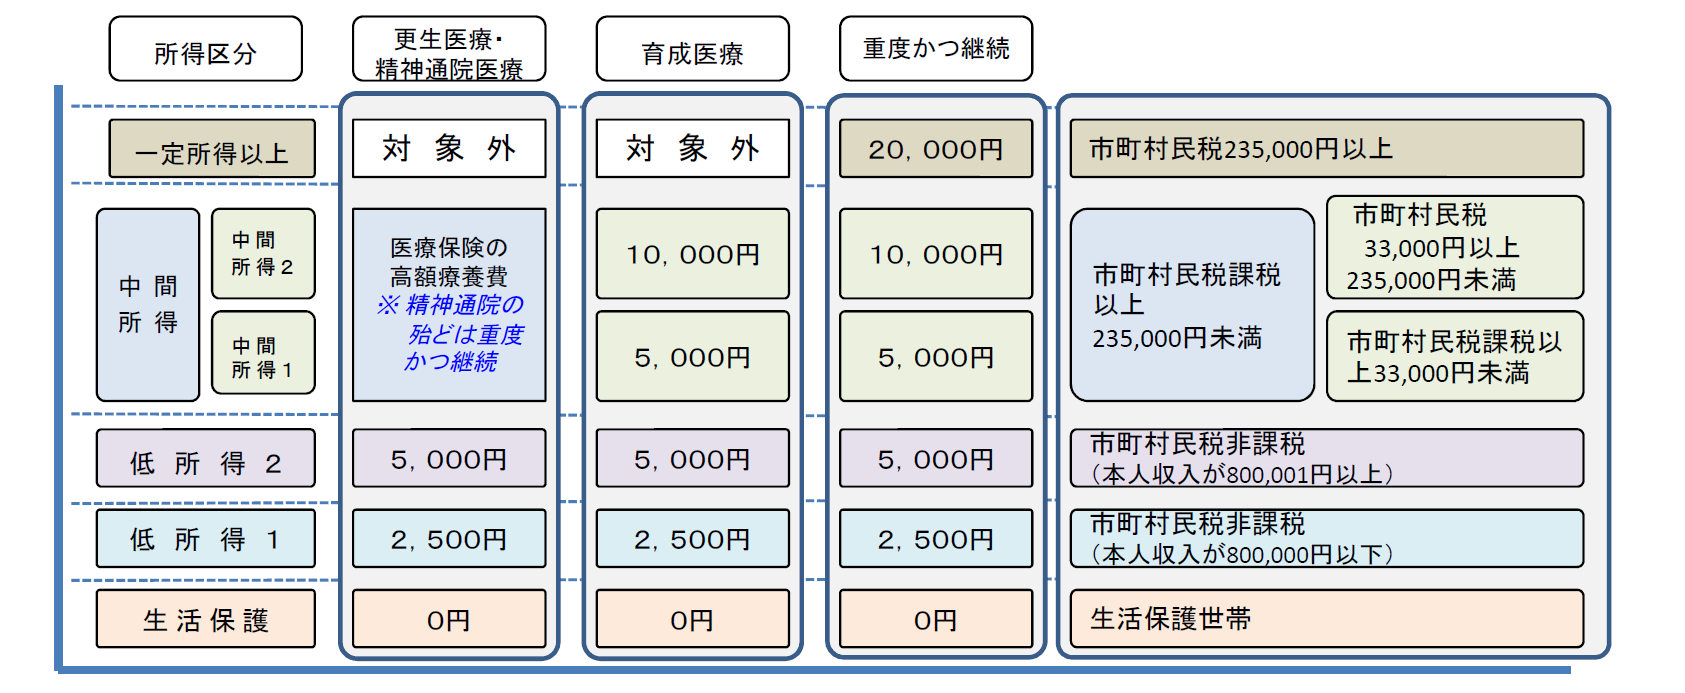 所得区分
更生医療・
精神通院医療
育成医療
重度かつ継続
一定所得以上
対 象 外
対 象 外
20, 000円
市町村民税235,000円以上
中 間
所 得
中 間
所 得 2
医療保険の
高額療養費
※ 精神通院の
殆どは重度
かつ継続
10, 000円
10, 000円
市町村民税課税
以上
235,000円未満
市町村民税
33,000円以上
235,000円未満
中 間
所 得 1
5, 000円
5, 000円
市町村民税課税以
上33,000円未満
低 所 得 2
5, 000円
5, 000円
5, 000円
市町村民税非課税
（本人収入が800,001円以上）
低 所 得 1
2, 500円
2, 500円
2, 500円
市町村民税非課税
（本人収入が800,000円以下）
生 活 保 護
0円
0円
0円
生活保護世帯